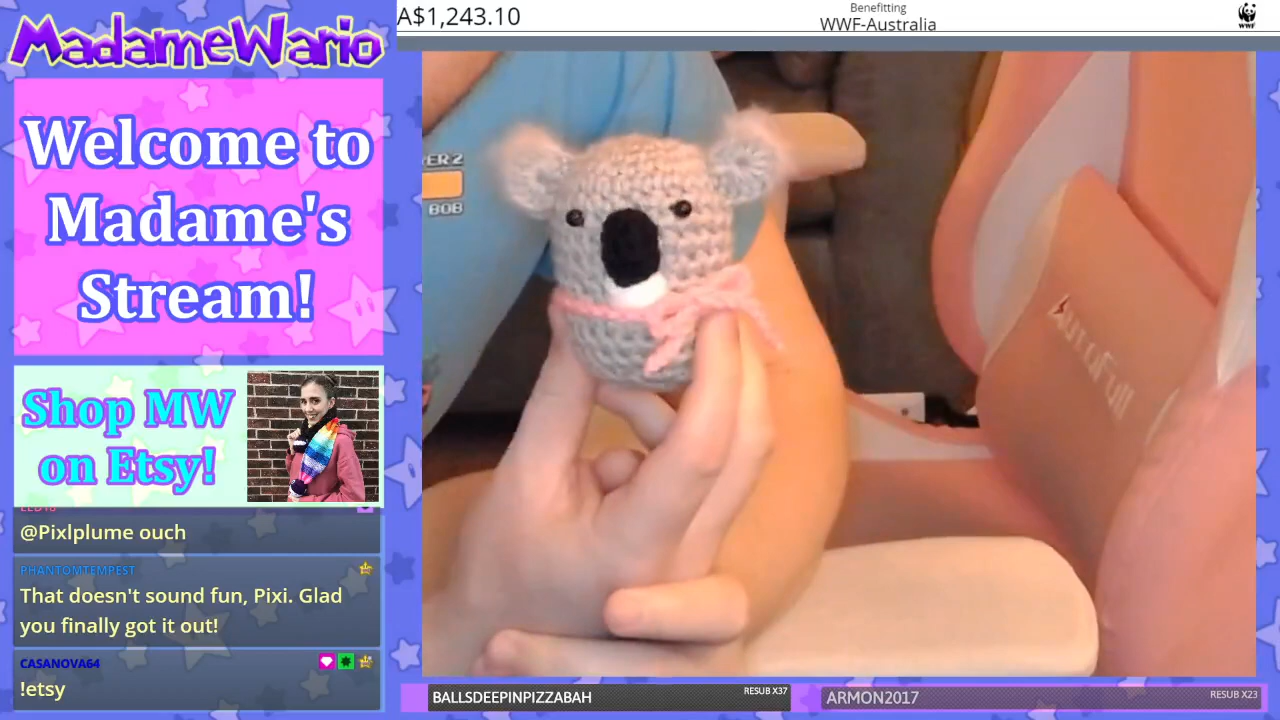 MadameWario
A$1,243.10
Benefitting
WWF-Australia
WWF
Welcome to
Madame's
Stream!
Shop MW
on Etsy!
@Pixlplume ouch
PHANTOMTEMPEST
That doesn't sound fun, Pixi. Glad
you finally got it out!
CASANOVA64
!etsy
BOB
AutoFull
BALLSDEEPINPIZZABAH
RESUB X37
ARMON2017
RESUB X23